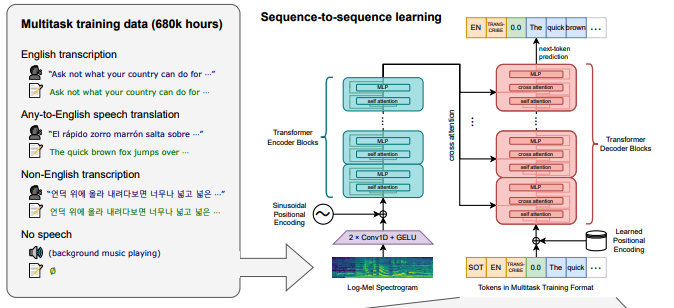 Multitask training data (680k hours)
English transcription
“Ask not what your country can do for ⋯”
Ask not what your country can do for ⋯
Any-to-English speech translation
“El rápido zorro marrón salta sobre ⋯”
The quick brown fox jumps over ⋯
Non-English transcription
“언덕 위에 올라 내려다보면 너무나 넓고 넓은 ⋯”
언덕 위에 올라 내려다보면 너무나 넓고 넓은 ⋯
No speech
(background music playing)
∅
Sequence-to-sequence learning
EN TRANS-CRIBE 0.0 The quick brown ⋯
next-token
prediction
Transformer
Encoder Blocks
MLP
self attention
⋮
MLP
self attention
MLP
self attention
Sinusoidal
Positional
Encoding
2 × Conv1D + GELU
Log-Mel Spectrogram
cross attention
MLP
cross attention
self attention
⋮
MLP
cross attention
self attention
MLP
cross attention
self attention
Transformer
Decoder Blocks
Learned
Positional
Encoding
SOT EN TRANS-CRIBE 0.0 The quick ⋯
Tokens in Multitask Training Format